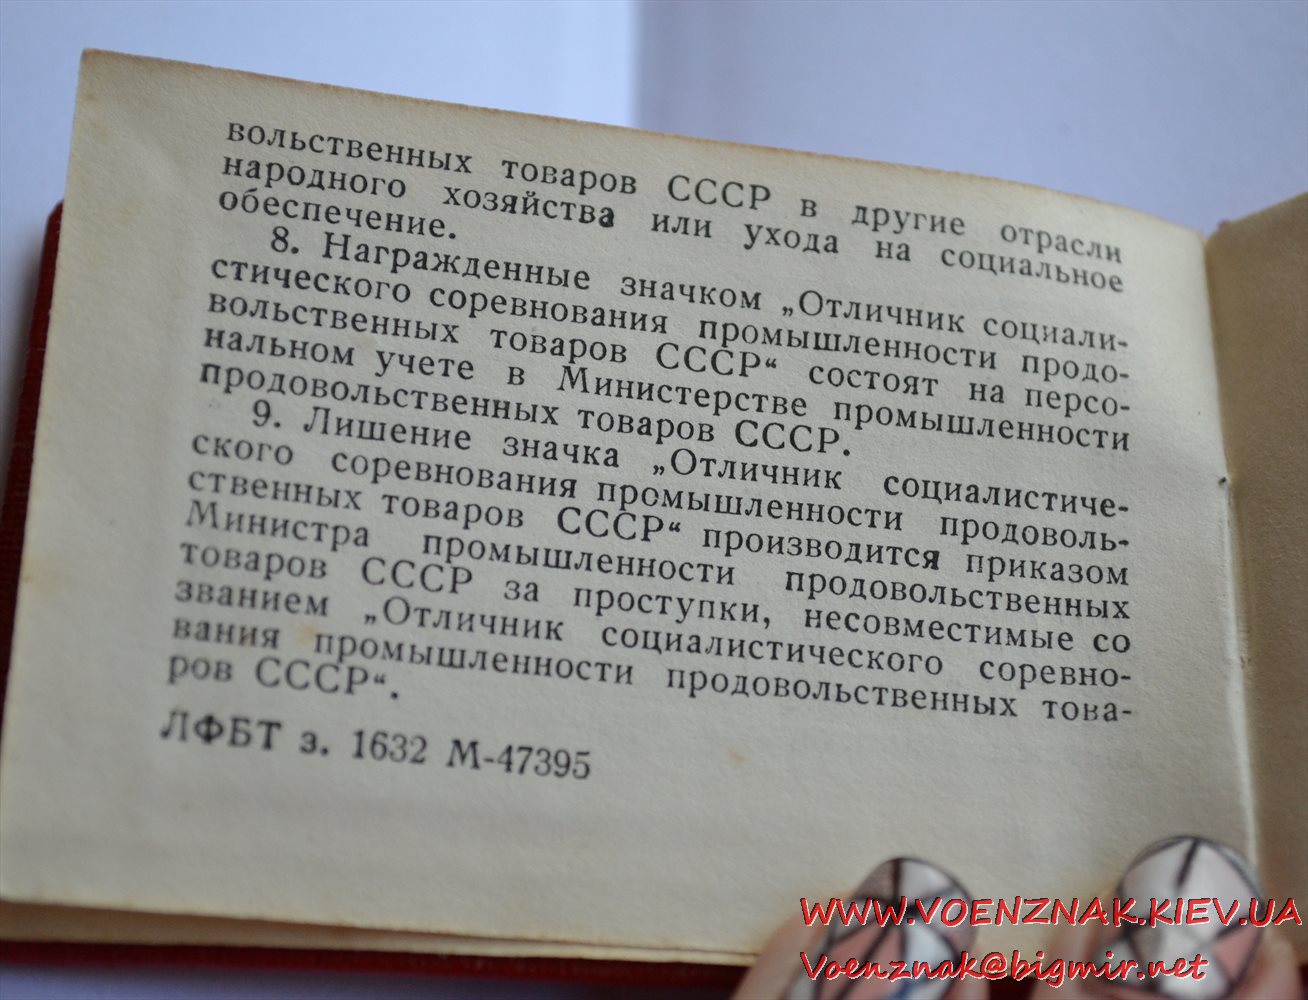 вольственных товаров СССР в другие отрасли
народного хозяйства или ухода на социальное
обеспечение.
8. Награжденные значком „Отличник социали-
стического соревнования промышленности продо-
вольственных товаров СССР“ состоят на персо-
нальном учете в Министерстве промышленности
продовольственных товаров СССР.
9. Лишение значка „Отличник социалистиче-
ского соревнования промышленности продоволь-
ственных товаров СССР“ производится приказом
Министра промышленности продовольственных
товаров СССР за проступки, несовместимые со
званием „Отличник социалистического соревно-
вания промышленности продовольственных това-
ров СССР“.
ЛФБТ з. 1632 М-47395
WWW.VOENZNAK.KIEV.UA
Voenznak@bigmir.net